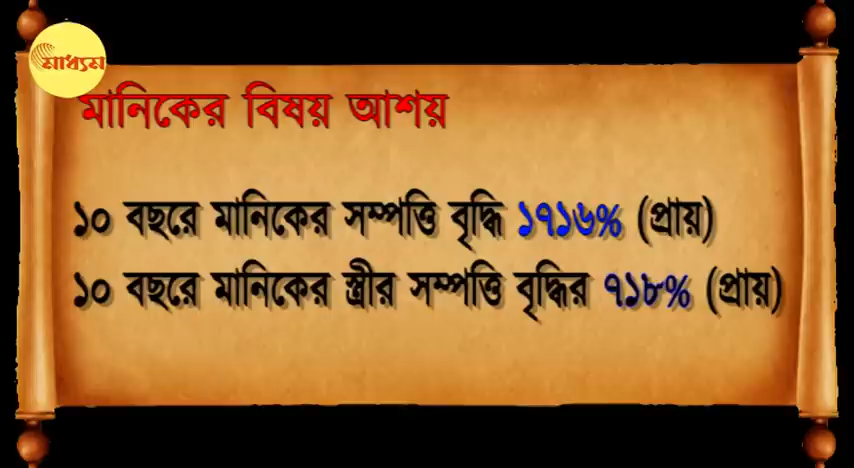 মাধ্যম
মানিকের বিষয় আশয়
১০ বছরে মানিকের সম্পত্তি বৃদ্ধি ১৭১৬% (প্রায়)
১০ বছরে মানিকের স্ত্রীর সম্পত্তি বৃদ্ধির ৭১৮% (প্রায়)